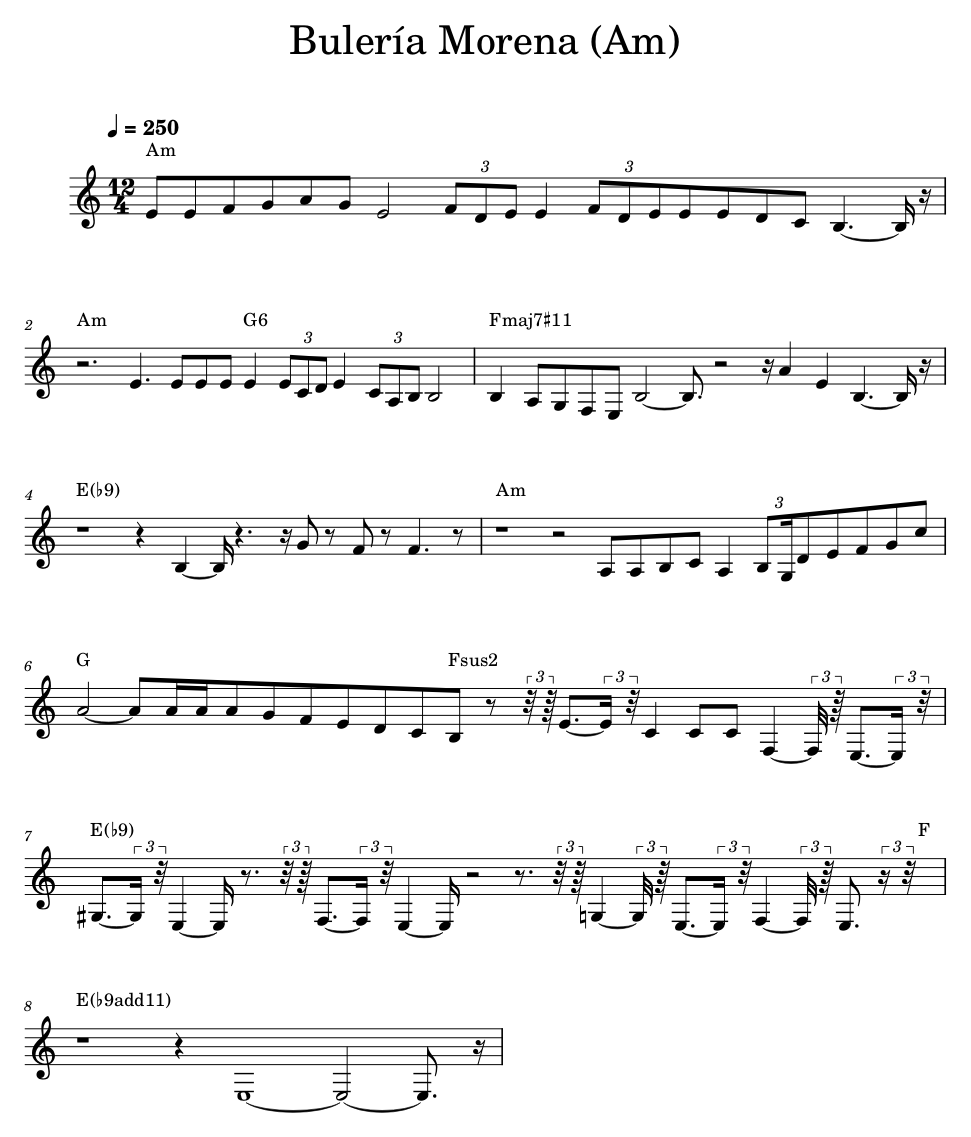 Bulería Morena (Am)
♩ = 250
Am
12
4
3 3
2 Am G6 Fmaj7♯11
3 3
4 E(♭9) Am
3
6 G Fsus2
3 3 3 3
7 E(♭9) F
3 3 3 3 3 3 3 3
8 E(♭9add11)